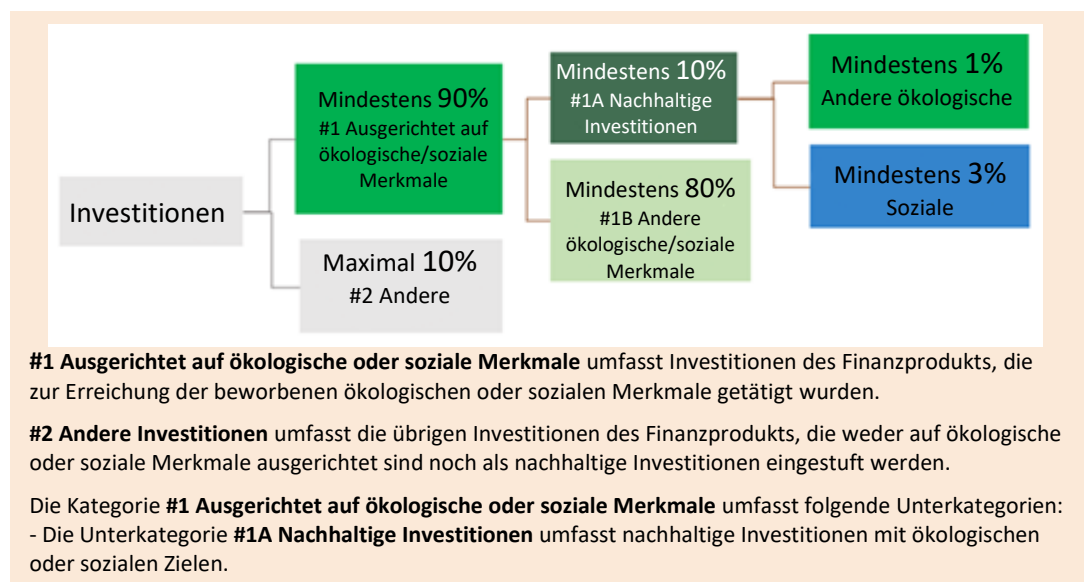 Investitionen
Mindestens 90%
#1 Ausgerichtet auf
ökologische/soziale
Merkmale
Maximal 10%
#2 Andere
Mindestens 10%
#1A Nachhaltige
Investitionen
Mindestens 80%
#1B Andere
ökologische/soziale
Merkmale
Mindestens 1%
Andere ökologische
Mindestens 3%
Soziale
#1 Ausgerichtet auf ökologische oder soziale Merkmale umfasst Investitionen des Finanzprodukts, die
zur Erreichung der beworbenen ökologischen oder sozialen Merkmale getätigt wurden.
#2 Andere Investitionen umfasst die übrigen Investitionen des Finanzprodukts, die weder auf ökologische
oder soziale Merkmale ausgerichtet sind noch als nachhaltige Investitionen eingestuft werden.
Die Kategorie #1 Ausgerichtet auf ökologische oder soziale Merkmale umfasst folgende Unterkategorien:
- Die Unterkategorie #1A Nachhaltige Investitionen umfasst nachhaltige Investitionen mit ökologischen
oder sozialen Zielen.